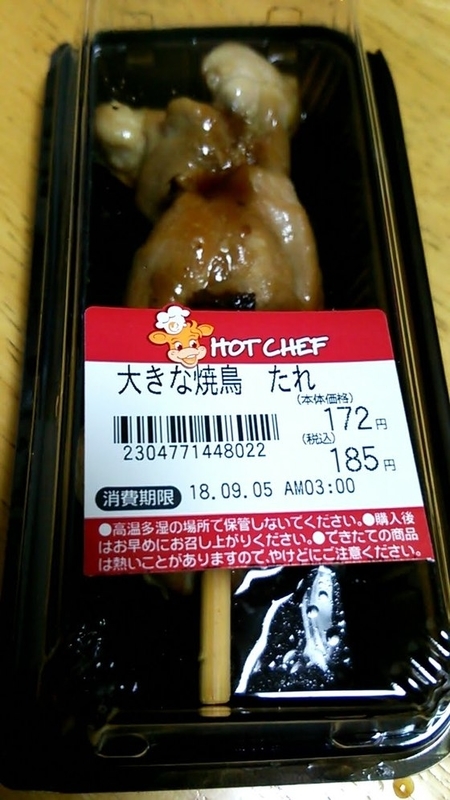 HOT CHEF
大きな焼鳥 たれ
(本体価格)
172円
(税込)
185円
2304771448022
消費期限 18.09.05 AM03:00
●高温多湿の場所で保管しないでください。●購入後
はお早めにお召し上がりください。●できたての商品
は熱いことがありますので、やけどにご注意ください。